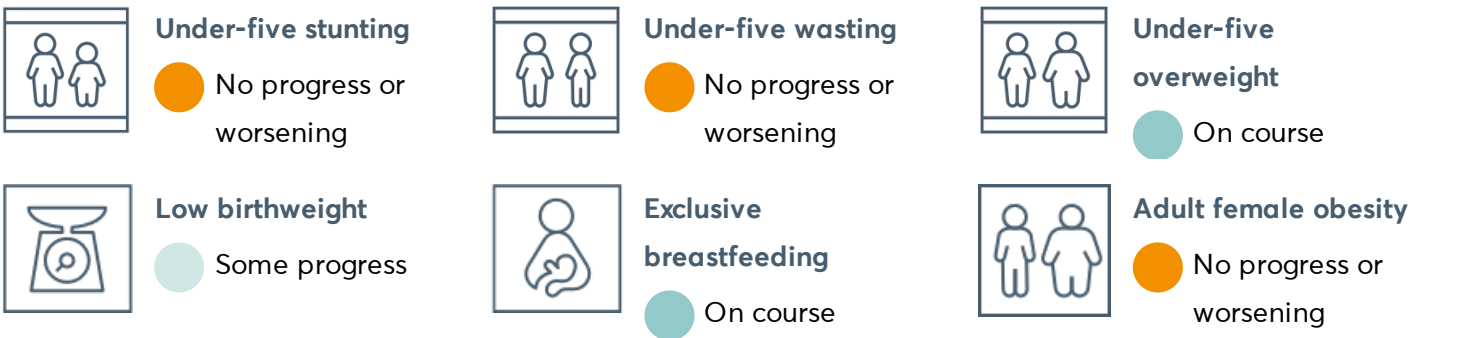 Under-five stunting
No progress or
worsening
Under-five wasting
No progress or
worsening
Under-five
overweight
On course
Low birthweight
Some progress
Exclusive
breastfeeding
On course
Adult female obesity
No progress or
worsening